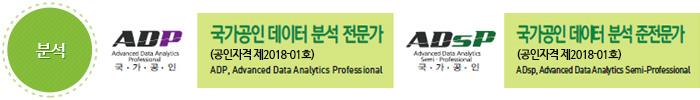 분석
ADP
Advanced Data Analytics
Professional
국·가·공·인
국가공인 데이터 분석 전문가
(공인자격 제2018-01호)
ADP, Advanced Data Analytics Professional
ADsP
Advanced Data Analytics
Semi-Professional
국·가·공·인
국가공인 데이터 분석 준전문가
(공인자격 제2018-01호)
ADsp, Advanced Data Analytics Semi-Professional